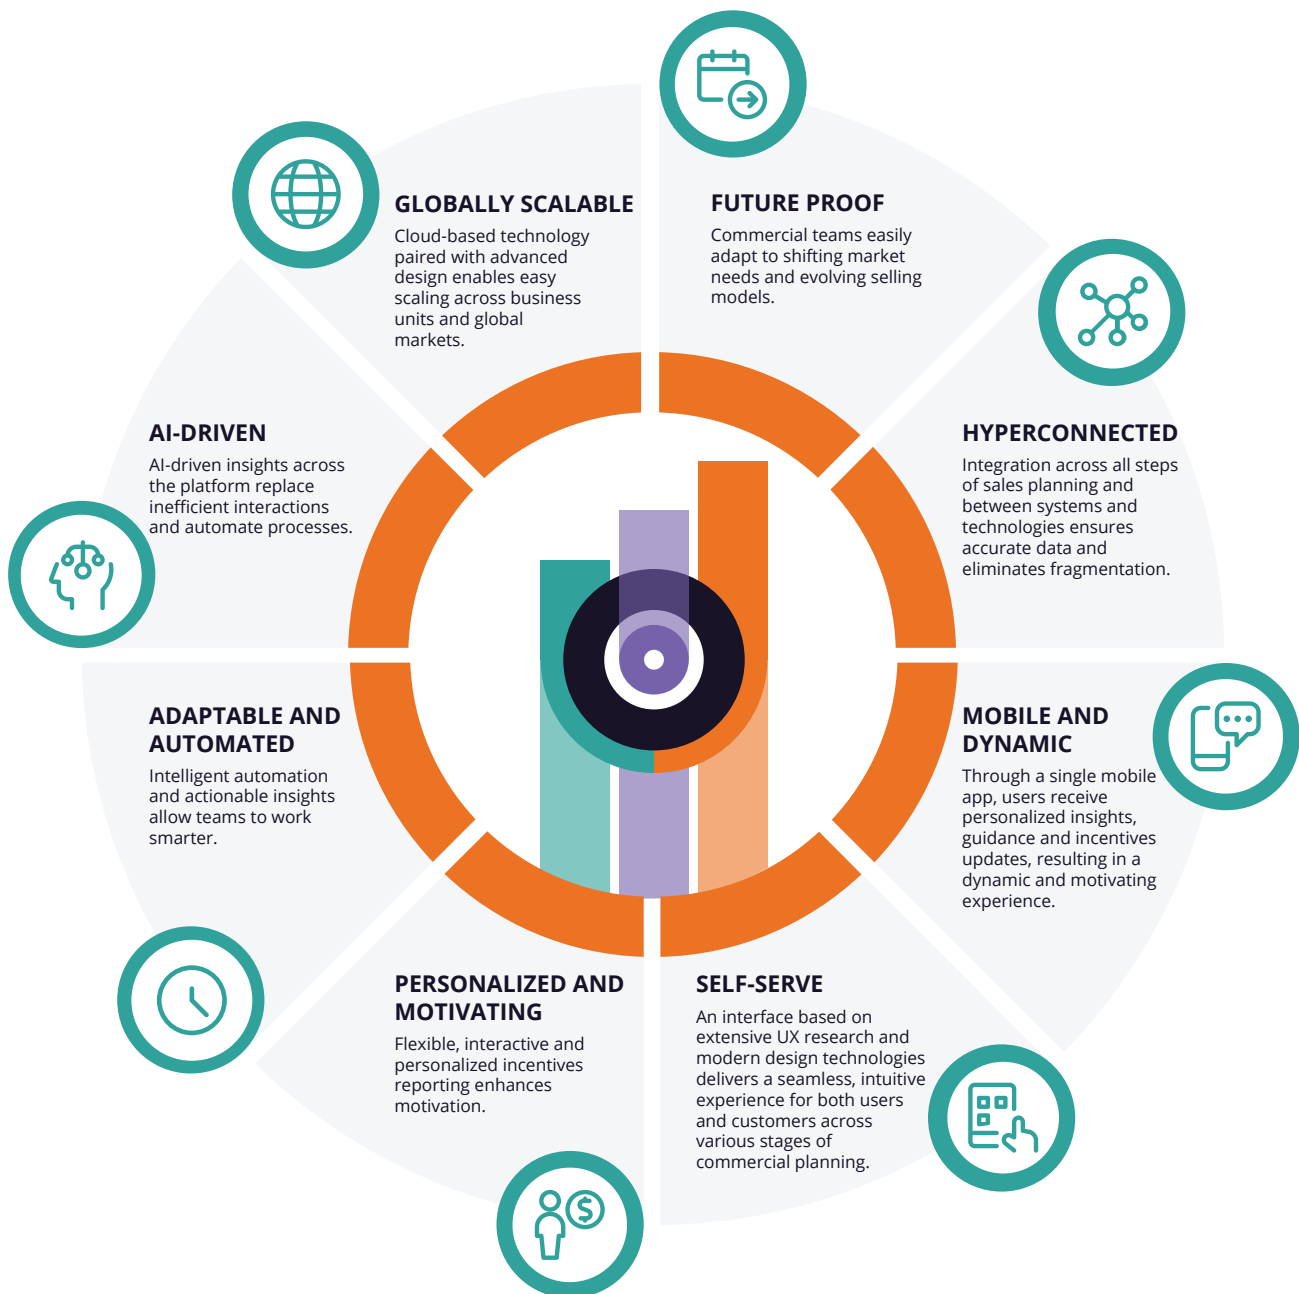 GLOBALLY SCALABLE
Cloud-based technology
paired with advanced
design enables easy
scaling across business
units and global
markets.
FUTURE PROOF
Commercial teams easily
adapt to shifting market
needs and evolving selling
models.
AI-DRIVEN
AI-driven insights across
the platform replace
inefficient interactions
and automate processes.
HYPERCONNECTED
Integration across all steps
of sales planning and
between systems and
technologies ensures
accurate data and
eliminates fragmentation.
ADAPTABLE AND
AUTOMATED
Intelligent automation
and actionable insights
allow teams to work
smarter.
MOBILE AND
DYNAMIC
Through a single mobile
app, users receive
personalized insights,
guidance and incentives
updates, resulting in a
dynamic and motivating
experience.
PERSONALIZED AND
MOTIVATING
Flexible, interactive and
personalized incentives
reporting enhances
motivation.
SELF-SERVE
An interface based on
extensive UX research and
modern design technologies
delivers a seamless, intuitive
experience for both users
and customers across
various stages of
commercial planning.
$